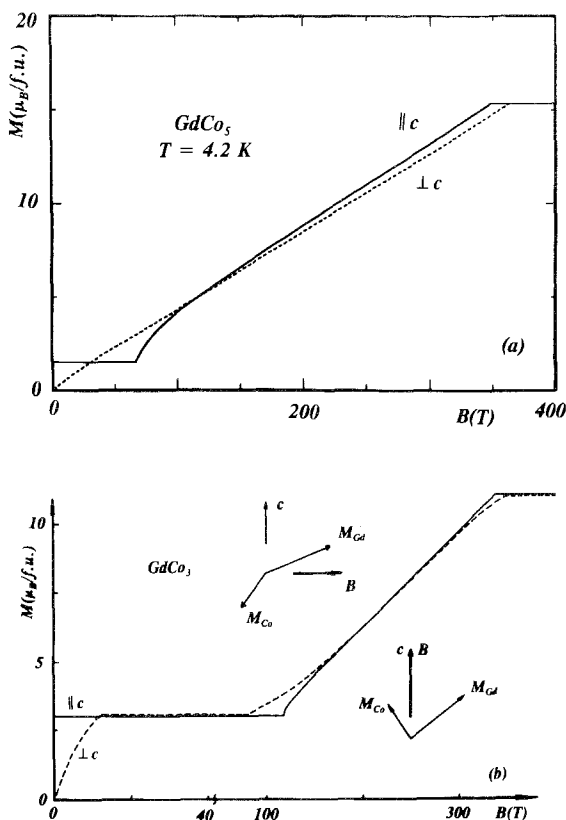 20
M(μB/f.u.)
GdCo5
T = 4.2 K
∥ c
⊥ c
10
(a)
0
0
200
400
B(T)
10
M(μB/f.u.)
GdCo3
c
MGd
B
MCo
c
B
MCo
MGd
5
∥ c
⊥ c
(b)
0
0
40
100
300
B(T)